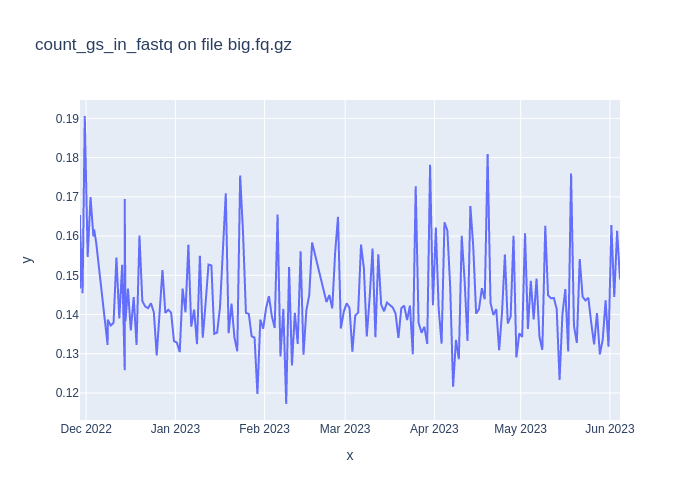 count_gs_in_fastq on file big.fq.gz
0.19
0.18
0.17
0.16
0.15
0.14
0.13
0.12
y
Dec 2022 Jan 2023 Feb 2023 Mar 2023 Apr 2023 May 2023 Jun 2023
x